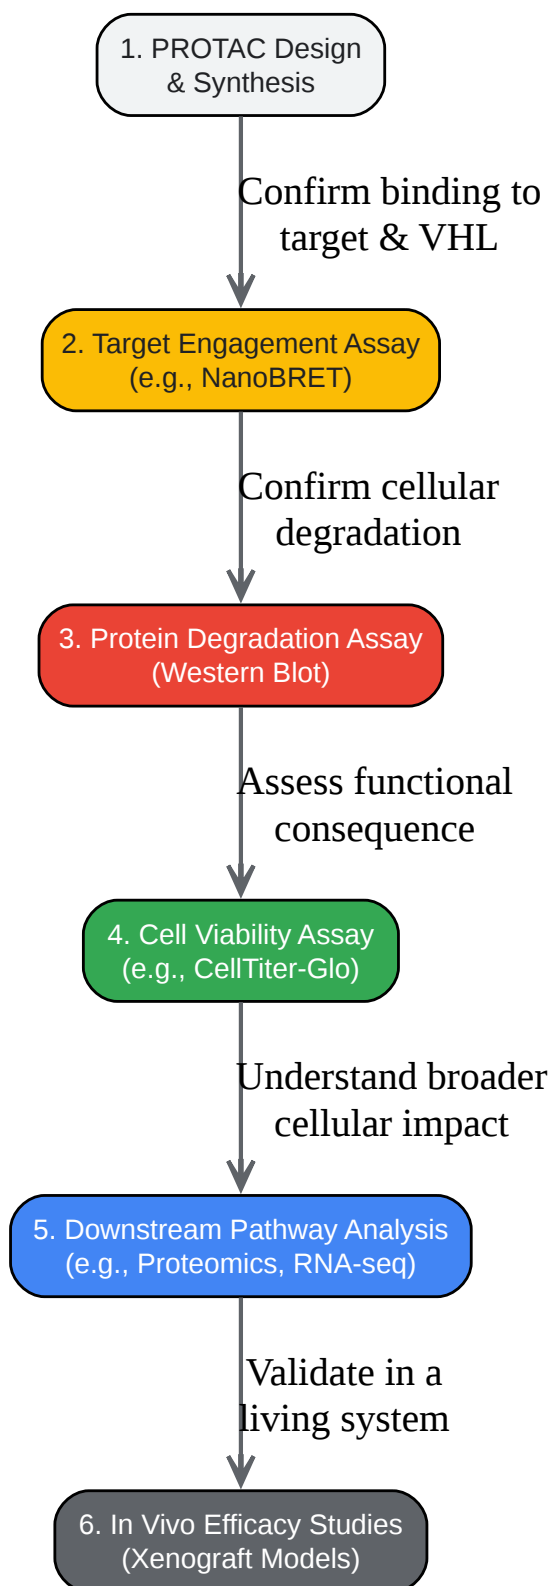 1. PROTAC Design
& Synthesis
Confirm binding to
target & VHL
2. Target Engagement Assay
(e.g., NanoBRET)
Confirm cellular
degradation
3. Protein Degradation Assay
(Western Blot)
Assess functional
consequence
4. Cell Viability Assay
(e.g., CellTiter-Glo)
Understand broader
cellular impact
5. Downstream Pathway Analysis
(e.g., Proteomics, RNA-seq)
Validate in a
living system
6. In Vivo Efficacy Studies
(Xenograft Models)